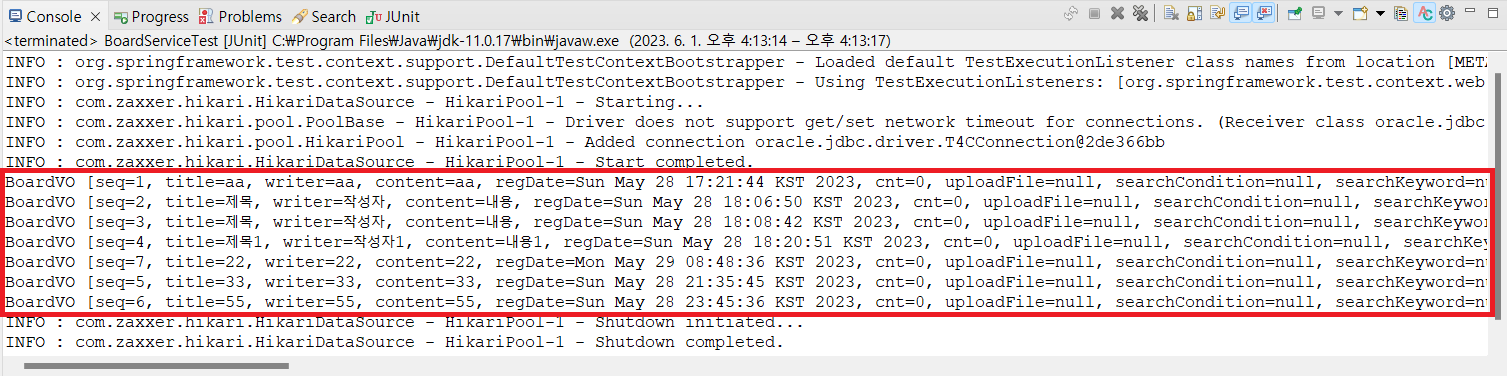 Console Progress Problems Search JUnit
<terminated> BoardServiceTest [JUnit] C:₩Program Files₩Java₩jdk-11.0.17₩bin₩javaw.exe (2023. 6. 1. 오후 4:13:14 – 오후 4:13:17)
INFO : org.springframework.test.context.support.DefaultTestContextBootstrapper - Loaded default TestExecutionListener class names from location [META
INFO : org.springframework.test.context.support.DefaultTestContextBootstrapper - Using TestExecutionListeners: [org.springframework.test.context.web
INFO : com.zaxxer.hikari.HikariDataSource - HikariPool-1 - Starting...
INFO : com.zaxxer.hikari.pool.PoolBase - HikariPool-1 - Driver does not support get/set network timeout for connections. (Receiver class oracle.jdbc
INFO : com.zaxxer.hikari.pool.HikariPool - HikariPool-1 - Added connection oracle.jdbc.driver.T4CConnection@2de366bb
INFO : com.zaxxer.hikari.HikariDataSource - HikariPool-1 - Start completed.
BoardVO [seq=1, title=aa, writer=aa, content=aa, regDate=Sun May 28 17:21:44 KST 2023, cnt=0, uploadFile=null, searchCondition=null, searchKeyword=n
BoardVO [seq=2, title=제목, writer=작성자, content=내용, regDate=Sun May 28 18:06:50 KST 2023, cnt=0, uploadFile=null, searchCondition=null, searchKeywo
BoardVO [seq=3, title=제목, writer=작성자, content=내용, regDate=Sun May 28 18:08:42 KST 2023, cnt=0, uploadFile=null, searchCondition=null, searchKeywo
BoardVO [seq=4, title=제목1, writer=작성자1, content=내용1, regDate=Sun May 28 18:20:51 KST 2023, cnt=0, uploadFile=null, searchCondition=null, searchKey
BoardVO [seq=7, title=22, writer=22, content=22, regDate=Mon May 29 08:48:36 KST 2023, cnt=0, uploadFile=null, searchCondition=null, searchKeyword=n
BoardVO [seq=5, title=33, writer=33, content=33, regDate=Sun May 28 21:35:45 KST 2023, cnt=0, uploadFile=null, searchCondition=null, searchKeyword=n
BoardVO [seq=6, title=55, writer=55, content=55, regDate=Sun May 28 23:45:36 KST 2023, cnt=0, uploadFile=null, searchCondition=null, searchKeyword=n
INFO : com.zaxxer.hikari.HikariDataSource - HikariPool-1 - Shutdown initiated...
INFO : com.zaxxer.hikari.HikariDataSource - HikariPool-1 - Shutdown completed.